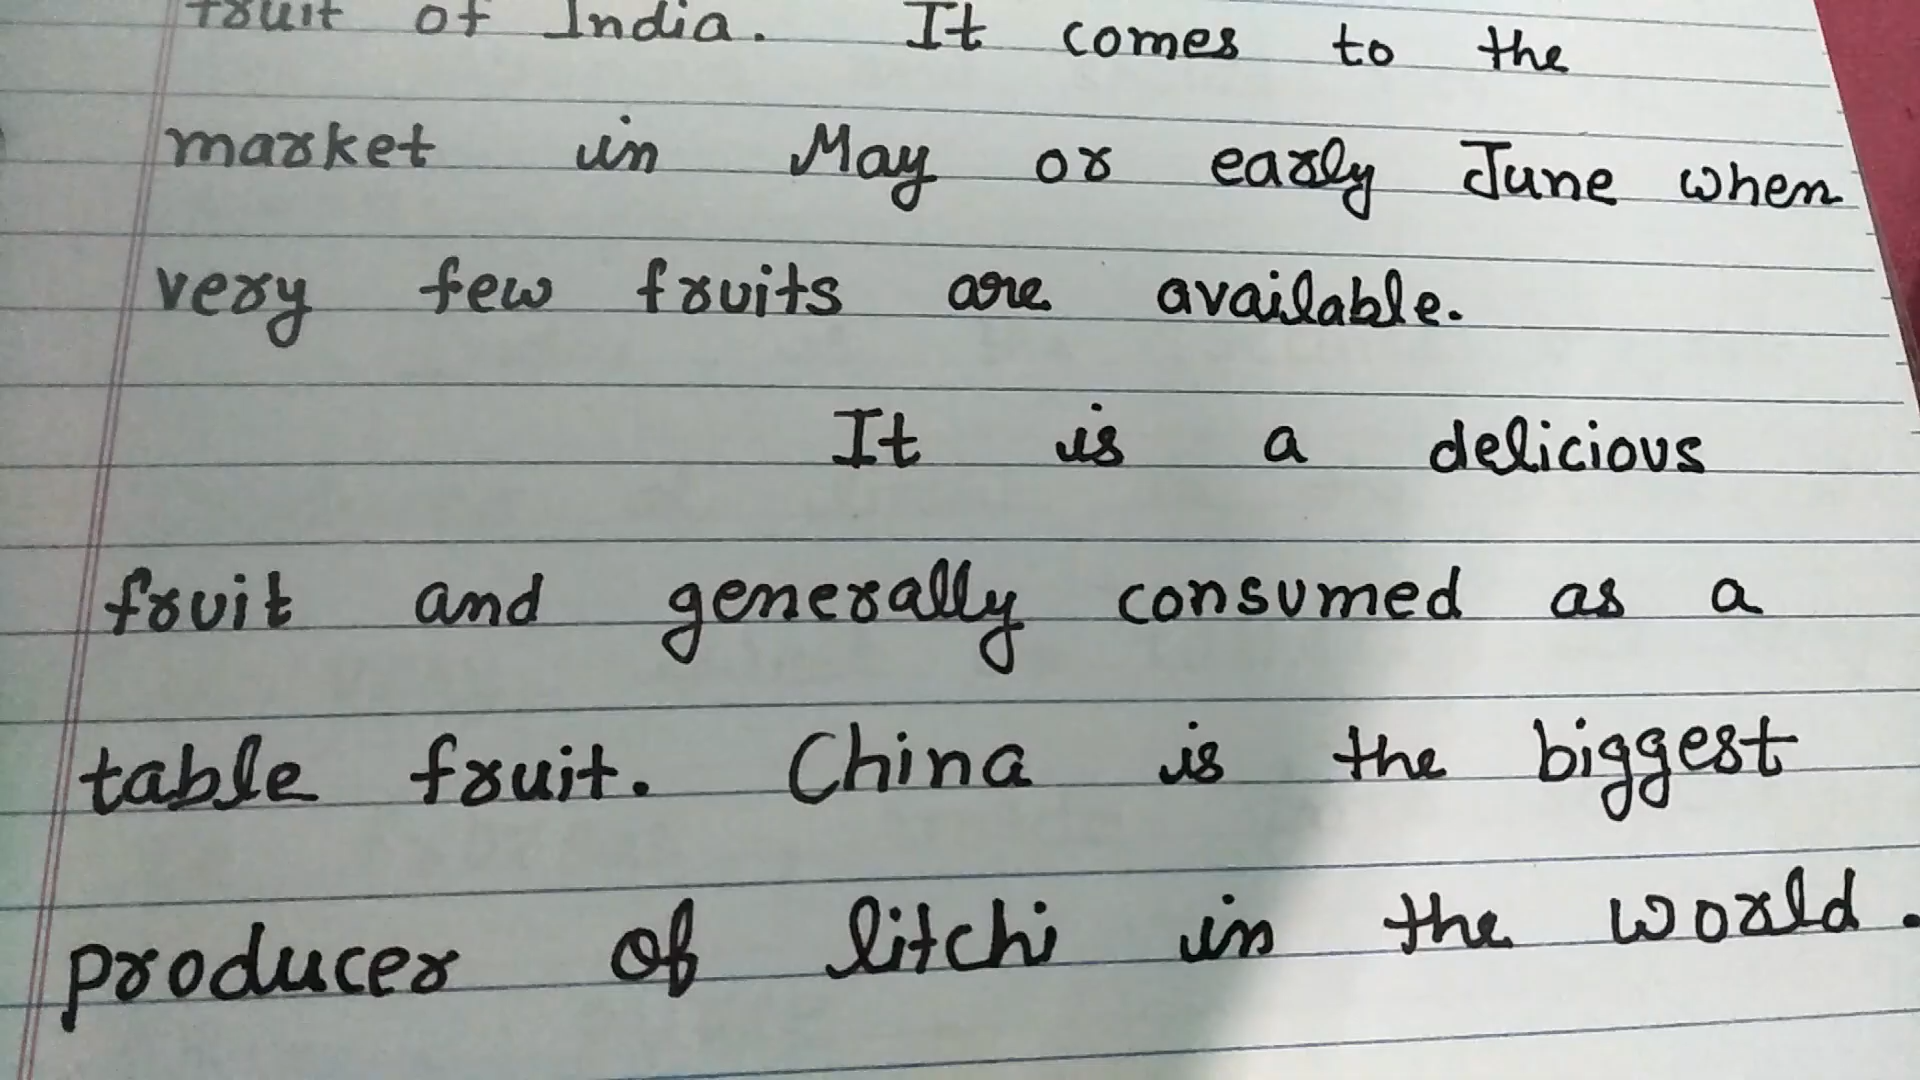 fruit of India. It comes to the
market in May or early June when
very few fruits are available.
It is a delicious
fruit and generally consumed as a
table fruit. China is the biggest
producer of litchi in the world.